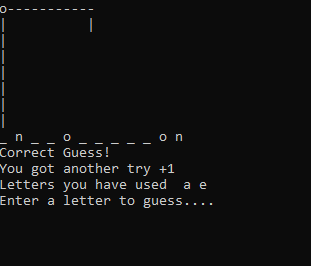 o-----------
|          |
|
|
|
|
|
_ n _ _ o _ _ _ _ _ o n
Correct Guess!
You got another try +1
Letters you have used  a e
Enter a letter to guess....